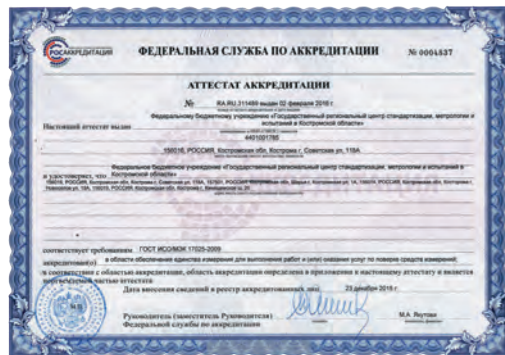 РОСАККРЕДИТАЦИЯ
ФЕДЕРАЛЬНАЯ СЛУЖБА ПО АККРЕДИТАЦИИ № 0004837
АТТЕСТАТ АККРЕДИТАЦИИ
№ RA.RU.311489 выдан 02 февраля 2016 г.
Настоящий аттестат выдан Федеральному бюджетному учреждению «Государственный региональный центр стандартизации, метрологии и
испытаний в Костромской области»
4401001785
156016, РОССИЯ, Костромская обл, Кострома г, Советская ул, 118А
и удостоверяет, что Федеральное бюджетное учреждение «Государственный региональный центр стандартизации, метрологии и испытаний в
Костромской области»
соответствует требованиям ГОСТ ИСО/МЭК 17025-2009
аккредитован(о) в области обеспечения единства измерений для выполнения работ и (или) оказания услуг по поверке средств измерений;
в соответствии с областью аккредитации, область аккредитации определена в приложении к настоящему аттестату и является
неотъемлемой частью аттестата.
Дата внесения сведений в реестр аккредитованных лиц 23 декабря 2015 г.
М.П.
Руководитель (заместитель Руководителя)
Федеральной службы по аккредитации
М.А. Якутова